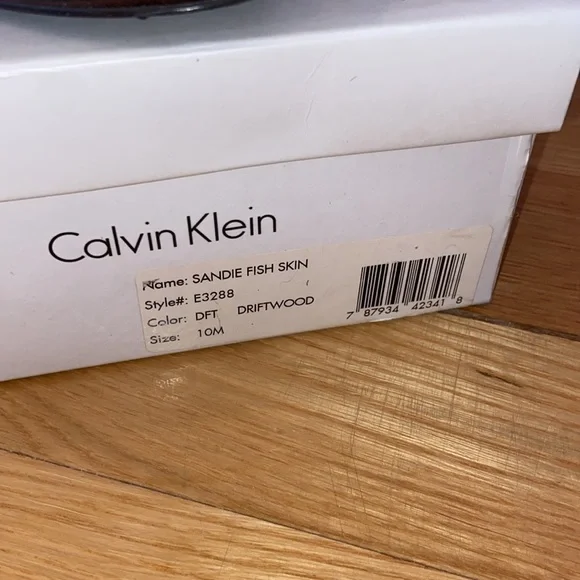 Calvin Klein
Name: SANDIE FISH SKIN
Style#: E3288
Color: DFT DRIFTWOOD
Size: 10M
7 87934 42341 8